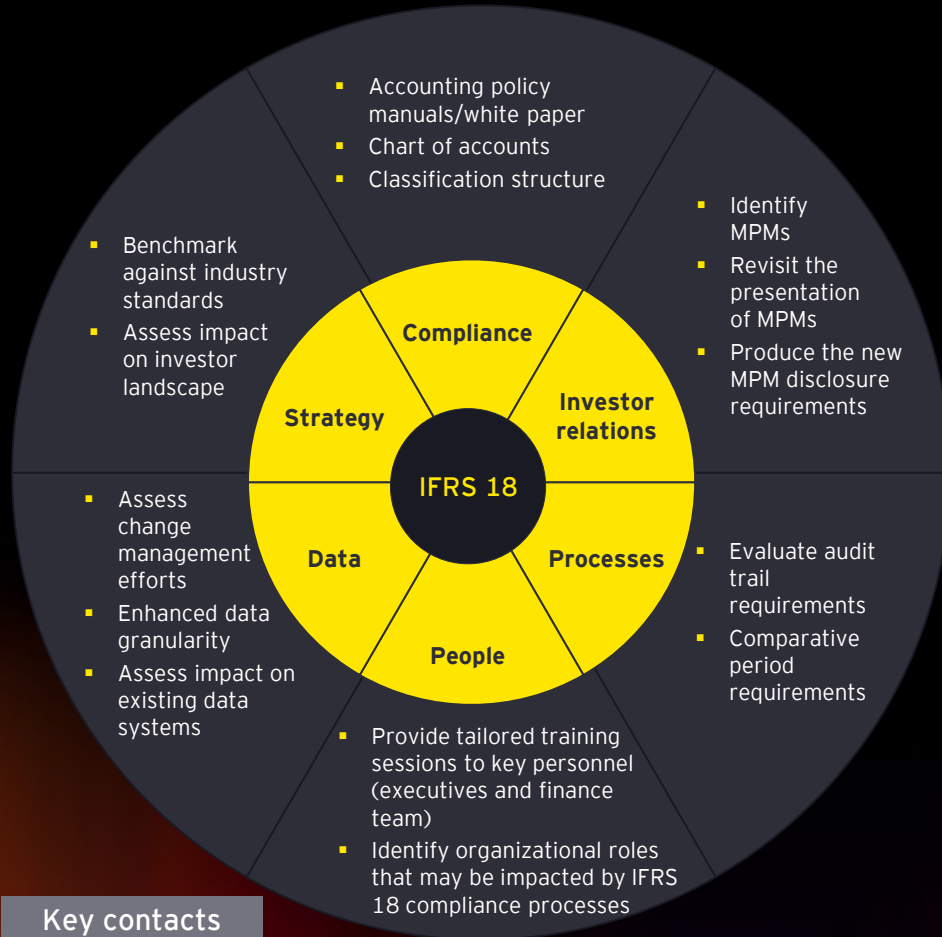 ▪ Accounting policy
manuals/white paper
▪ Chart of accounts
▪ Classification structure
▪ Identify
MPMs
▪ Revisit the
presentation
of MPMs
▪ Produce the new
MPM disclosure
requirements
▪ Benchmark
against industry
standards
▪ Assess impact
on investor
landscape
Compliance
Strategy
Investor
relations
IFRS 18
Data
Processes
People
▪ Assess
change
management
efforts
▪ Enhanced data
granularity
▪ Assess impact on
existing data
systems
▪ Evaluate audit
trail
requirements
▪ Comparative
period
requirements
▪ Provide tailored training
sessions to key personnel
(executives and finance
team)
▪ Identify organizational roles
that may be impacted by IFRS
18 compliance processes
Key contacts